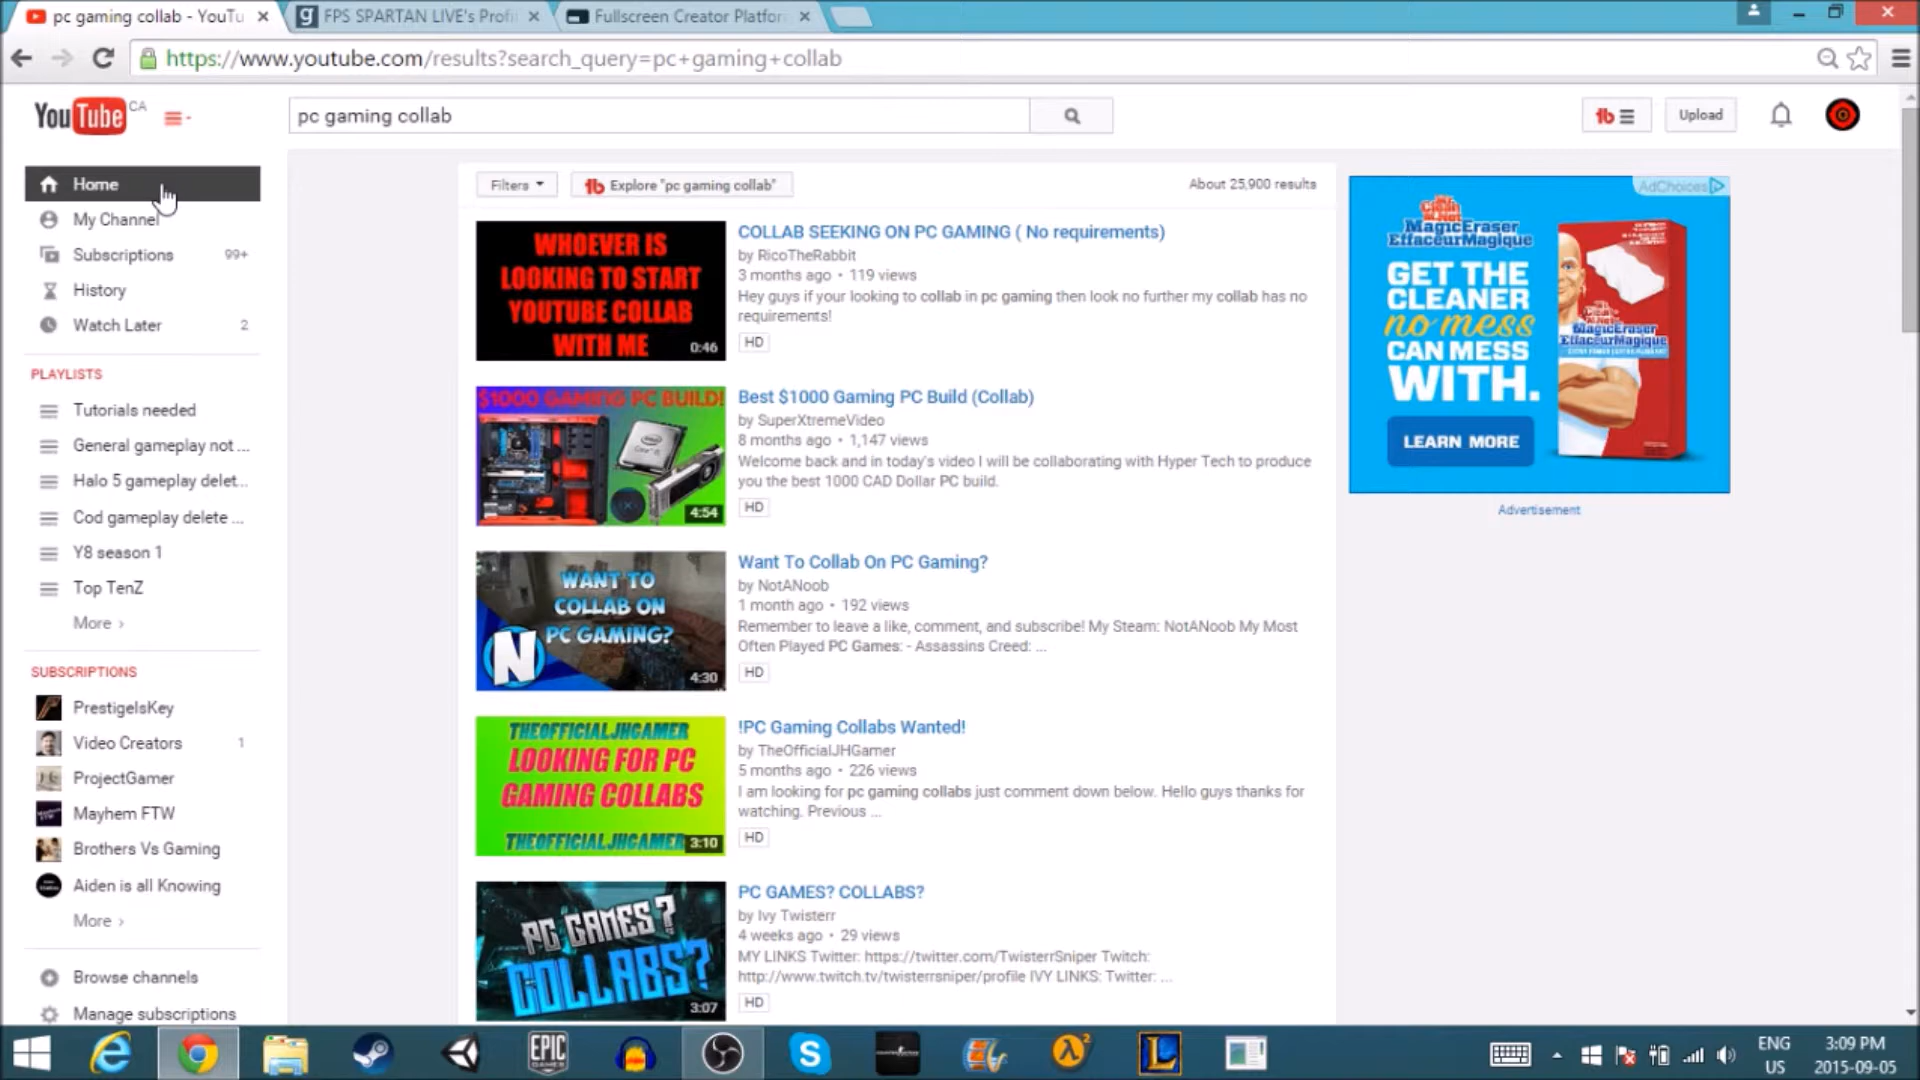 pc gaming collab - YouTu
FPS SPARTAN LIVE's Profi
Fullscreen Creator Platfor
https://www.youtube.com/results?search_query=pc+gaming+collab
YouTube CA
pc gaming collab
Upload
Home
My Channel
Subscriptions 99+
History
Watch Later 2
PLAYLISTS
Tutorials needed
General gameplay not ...
Halo 5 gameplay delet...
Cod gameplay delete ...
Y8 season 1
Top TenZ
More ›
SUBSCRIPTIONS
PrestigeIsKey
Video Creators 1
ProjectGamer
Mayhem FTW
Brothers Vs Gaming
Aiden is all Knowing
More ›
Browse channels
Manage subscriptions
Filters
Explore "pc gaming collab"
About 25,900 results
WHOEVER IS
LOOKING TO START
YOUTUBE COLLAB
WITH ME
0:46
COLLAB SEEKING ON PC GAMING ( No requirements)
by RicoTheRabbit
3 months ago • 119 views
Hey guys if your looking to collab in pc gaming then look no further my collab has no
requirements!
HD
$1000 GAMING PC BUILD!
4:54
Best $1000 Gaming PC Build (Collab)
by SuperXtremeVideo
8 months ago • 1,147 views
Welcome back and in today's video I will be collaborating with Hyper Tech to produce
you the best 1000 CAD Dollar PC build.
HD
WANT TO
COLLAB ON
PC GAMING?
N
4:30
Want To Collab On PC Gaming?
by NotANoob
1 month ago • 192 views
Remember to leave a like, comment, and subscribe! My Steam: NotANoob My Most
Often Played PC Games: - Assassins Creed: ...
HD
THEOFFICIALJHGAMER
LOOKING FOR PC
GAMING COLLABS
THEOFFICIALJHGAMER
3:10
!PC Gaming Collabs Wanted!
by TheOfficialJHGamer
5 months ago • 226 views
I am looking for pc gaming collabs just comment down below. Hello guys thanks for
watching. Previous ...
HD
PC GAMES?
COLLABS?
3:07
PC GAMES? COLLABS?
by Ivy Twisterr
4 weeks ago • 29 views
MY LINKS Twitter: https://twitter.com/TwisterrSniper Twitch:
http://www.twitch.tv/twisterrsniper/profile IVY LINKS: Twitter: ...
HD
AdChoices
Mr. Clean
M. Net
MagicEraser
EffaceurMagique
GET THE
CLEANER
no mess
CAN MESS
WITH.
LEARN MORE
MagicEraser
EffaceurMagique
Advertisement
EPIC
GAMES
ENG
US
3:09 PM
2015-09-05